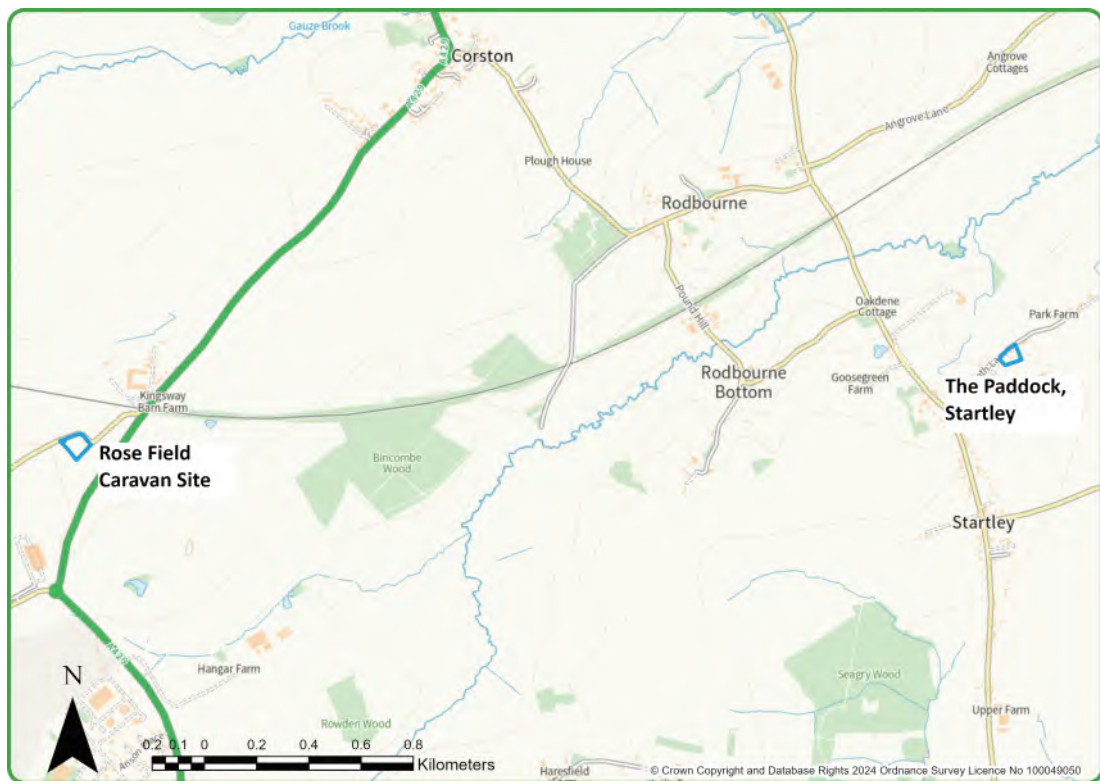 Gauze Brook
A429
Corston
A429
Angrove
Cottages
Angrove Lane
Plough House
Rodbourne
Pound Hill
Oakdene
Cottage
Park Farm
Rodbourne
Bottom
Goosegreen
Farm
The Paddock,
Startley
Kingsway
Barn Farm
Rose Field
Caravan Site
Bincombe
Wood
Startley
Hangar Farm
Seagry Wood
N
Rowden Wood
Upper Farm
0.2 0.1 0 0.2 0.4 0.6 0.8
Kilometers
Haresfield
© Crown Copyright and Database Rights 2024 Ordnance Survey Licence No 100049050